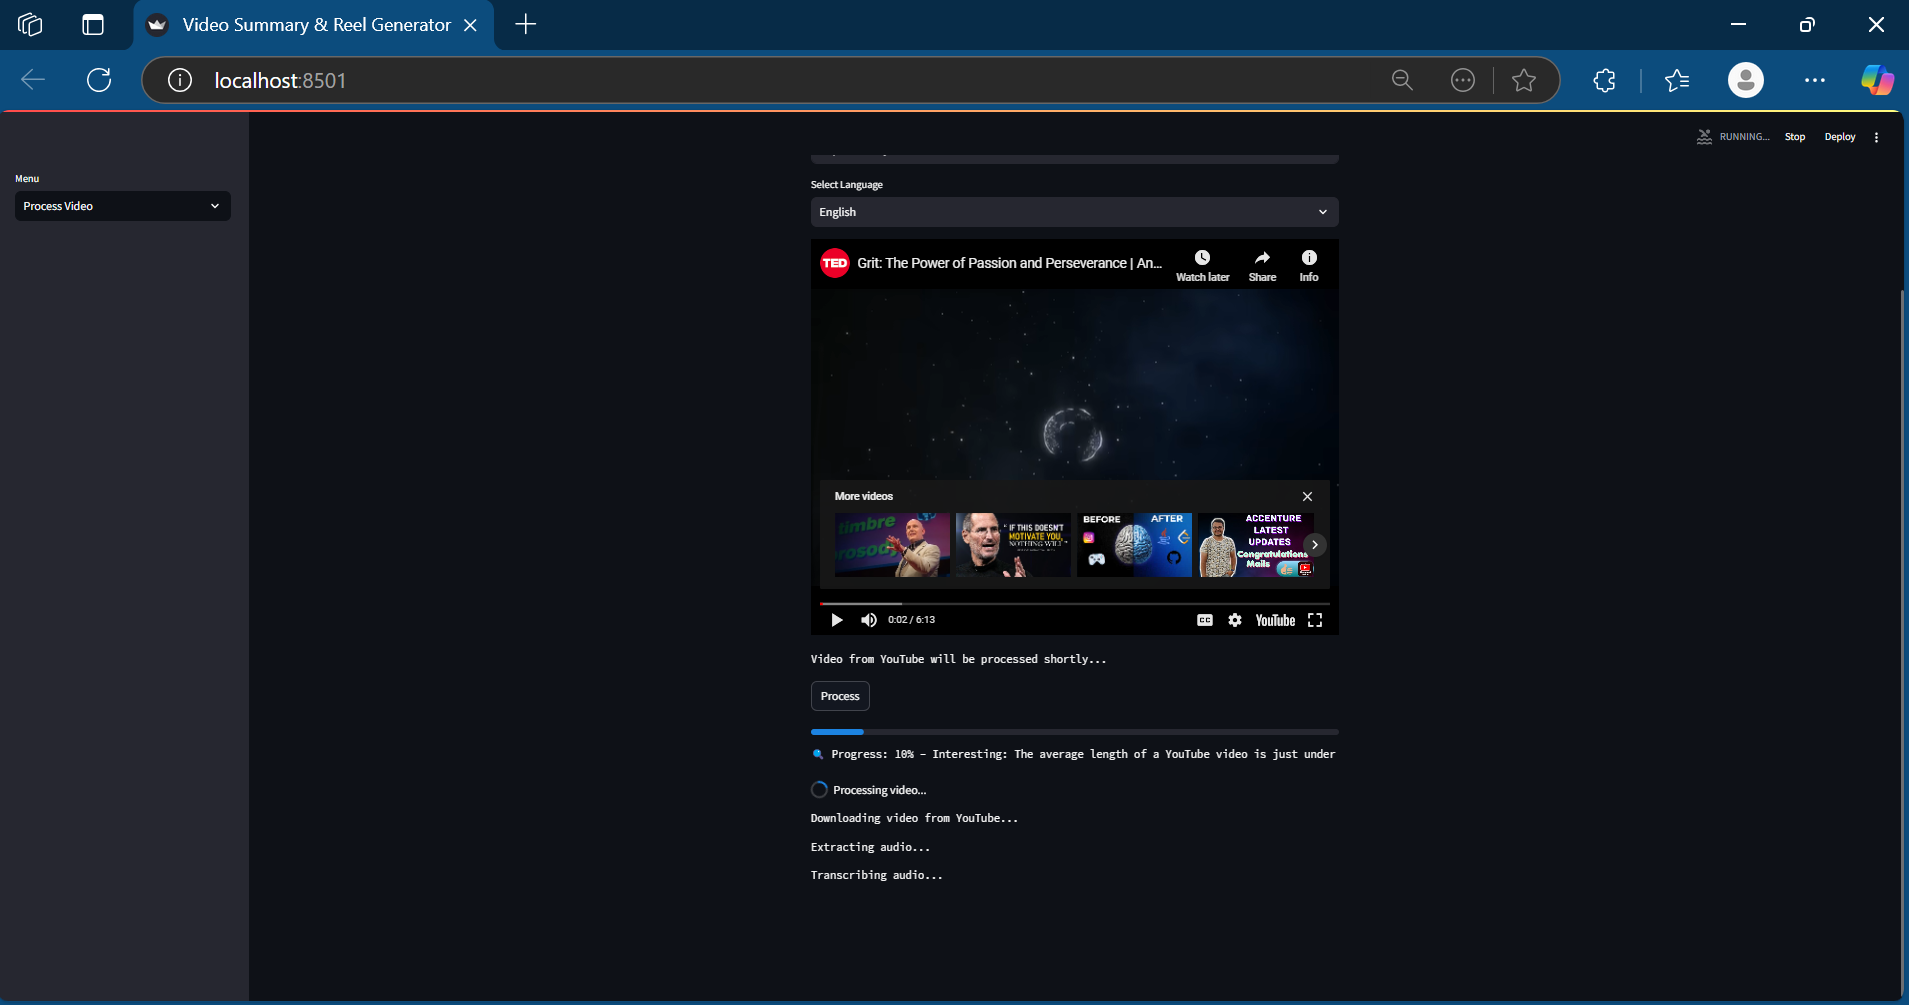 Video Summary & Reel Generator
localhost:8501
RUNNING... Stop Deploy
Menu
Process Video
Select Language
English
TED Grit: The Power of Passion and Perseverance | An...
Watch later Share Info
More videos
timbre
prosody
" IF THIS DOESN'T
MOTIVATE YOU,
NOTHING WILL"
BEFORE AFTER
ACCENTURE
LATEST
UPDATES
Congratulations
Mails
0:02 / 6:13
CC YouTube
Video from YouTube will be processed shortly...
Process
Progress: 10% - Interesting: The average length of a YouTube video is just under
Processing video...
Downloading video from YouTube...
Extracting audio...
Transcribing audio...